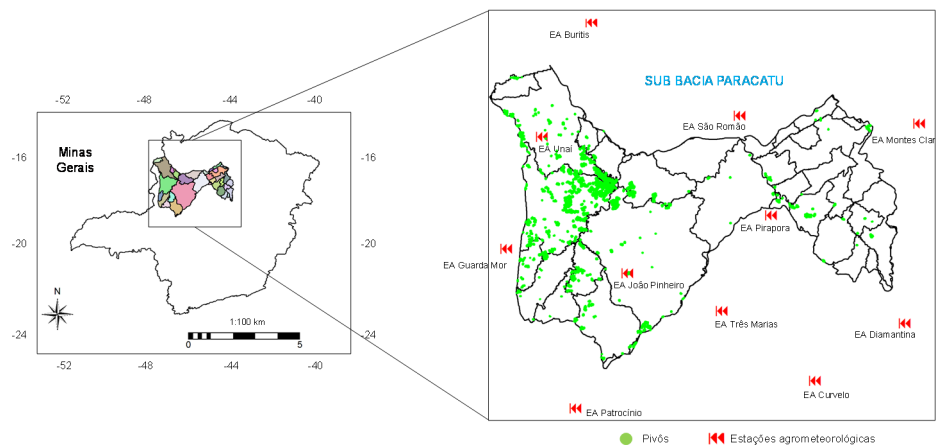 -52
-48
-44
-40
Minas
Gerais
-16
-16
-20
-20
-24
-24
N
1:100 km
0
5
-52
-48
-44
-40
EA Buritis
SUB BACIA PARACATU
EA São Romão
EA Montes Clar
EA Unaí
EA Pirapora
EA Guarda Mor
EA João Pinheiro
EA Três Marias
EA Diamantina
EA Curvelo
EA Patrocínio
Pivôs
Estações agrometeorológicas